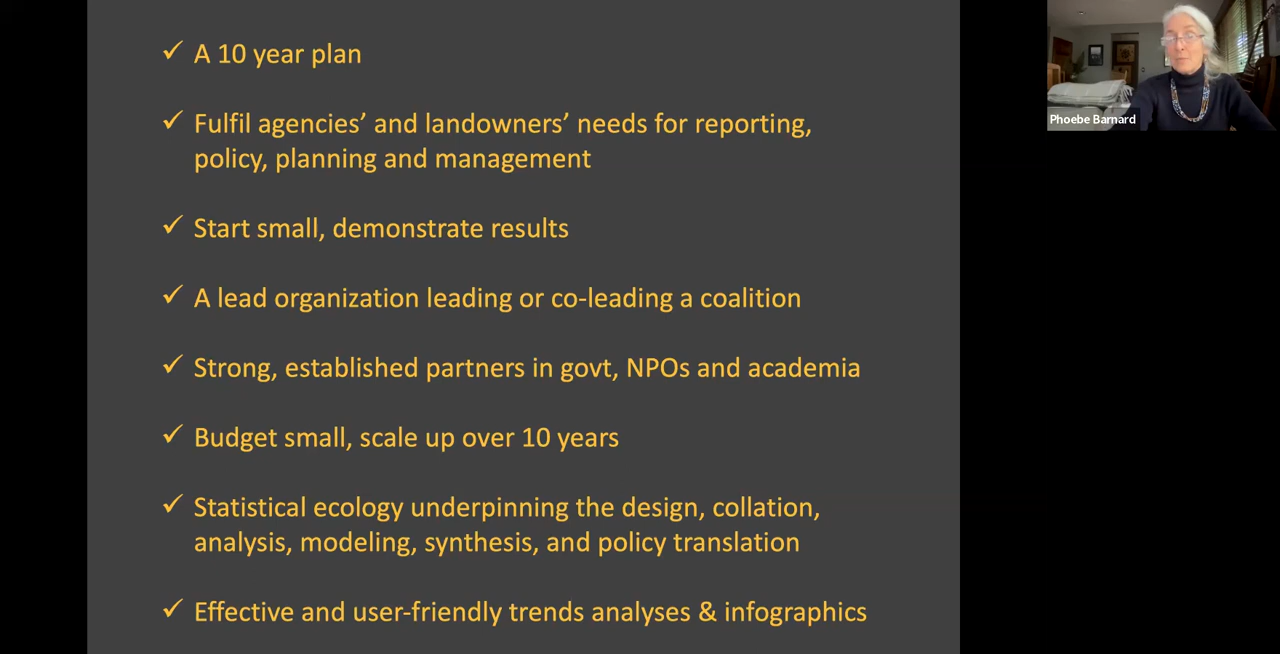 ✓ A 10 year plan
✓ Fulfil agencies’ and landowners’ needs for reporting,
policy, planning and management
✓ Start small, demonstrate results
✓ A lead organization leading or co-leading a coalition
✓ Strong, established partners in govt, NPOs and academia
✓ Budget small, scale up over 10 years
✓ Statistical ecology underpinning the design, collation,
analysis, modeling, synthesis, and policy translation
✓ Effective and user-friendly trends analyses & infographics
Phoebe Barnard